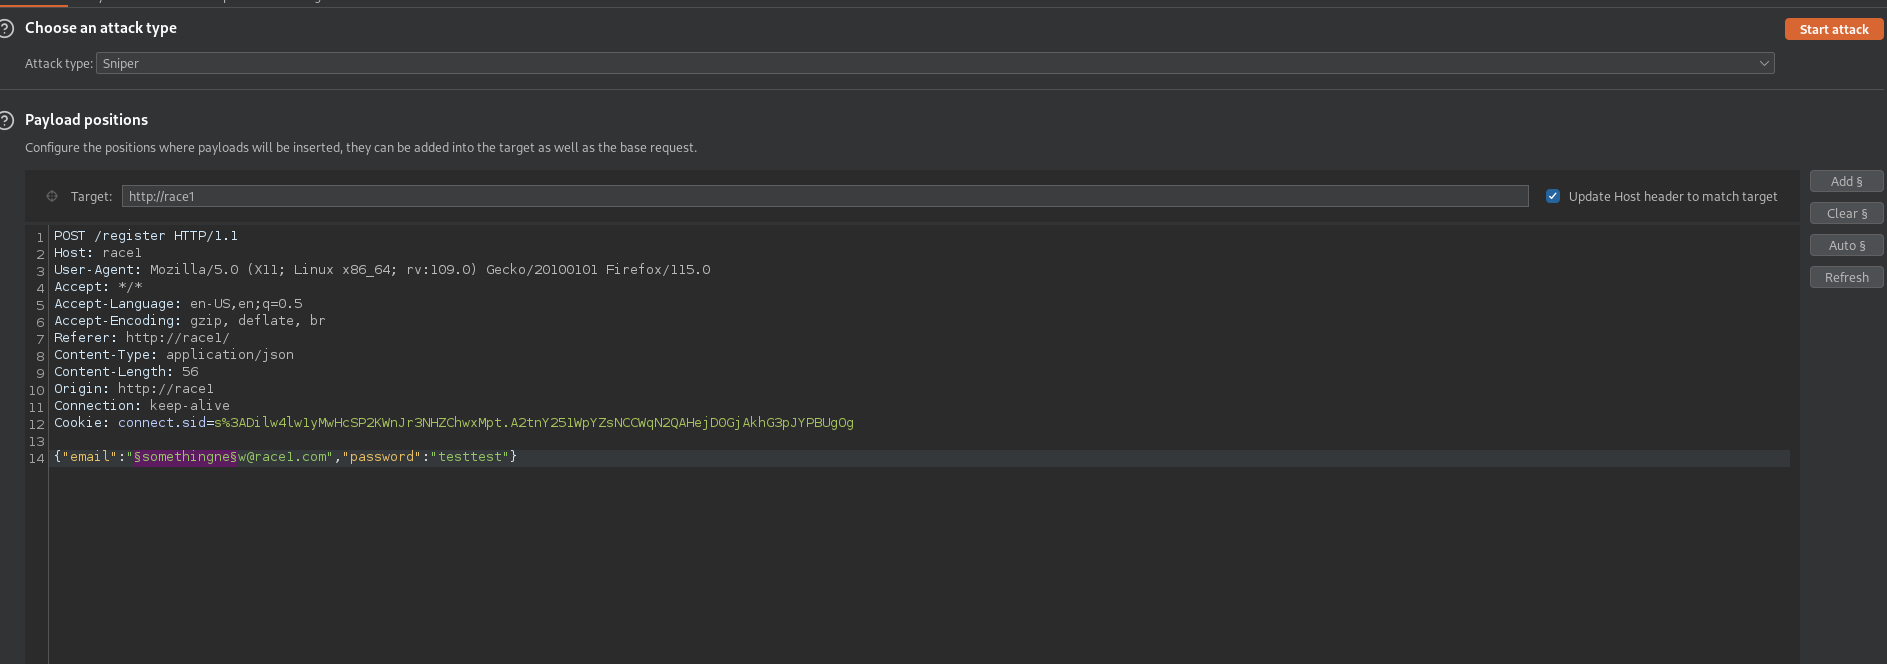 Choose an attack type
Start attack
Attack type: Sniper
Payload positions
Configure the positions where payloads will be inserted, they can be added into the target as well as the base request.
Target: http://race1
Update Host header to match target
Add §
Clear §
Auto §
Refresh
1 POST /register HTTP/1.1
2 Host: race1
3 User-Agent: Mozilla/5.0 (X11; Linux x86_64; rv:109.0) Gecko/20100101 Firefox/115.0
4 Accept: */*
5 Accept-Language: en-US,en;q=0.5
6 Accept-Encoding: gzip, deflate, br
7 Referer: http://race1/
8 Content-Type: application/json
9 Content-Length: 56
10 Origin: http://race1
11 Connection: keep-alive
12 Cookie: connect.sid=s%3ADilw4lw1yMwHcSP2KWnJr3NHZChwxMpt.A2tnY251WpYZsNCCWqN2QAHejDOGjAkhG3pJYPBUgOg
13
14 {"email":"§somethingne§w@race1.com","password":"testtest"}